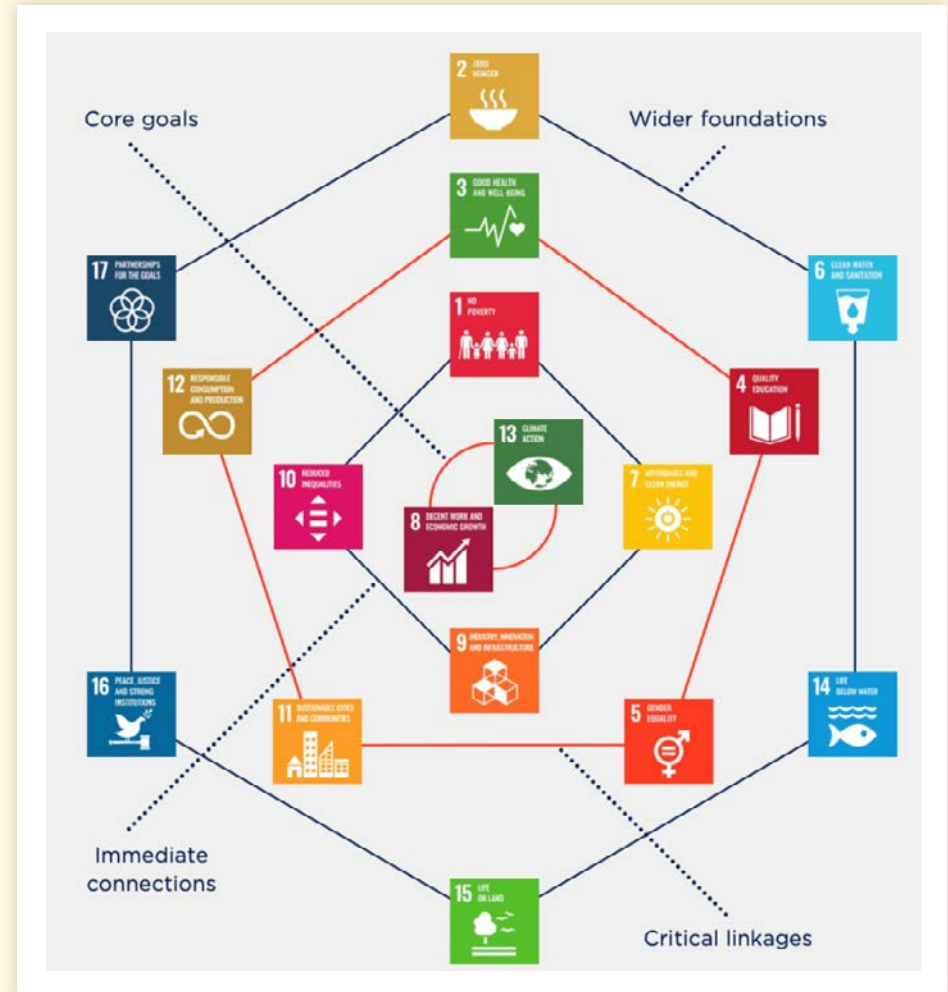 2 ZERO
HUNGER
Core goals
Wider foundations
3 GOOD HEALTH
AND WELL-BEING
17 PARTNERSHIPS
FOR THE GOALS
6 CLEAN WATER
AND SANITATION
1 NO
POVERTY
12 RESPONSIBLE
CONSUMPTION
AND PRODUCTION
4 QUALITY
EDUCATION
13 CLIMATE
ACTION
10 REDUCED
INEQUALITIES
7 AFFORDABLE AND
CLEAN ENERGY
8 DECENT WORK AND
ECONOMIC GROWTH
9 INDUSTRY, INNOVATION
AND INFRASTRUCTURE
16 PEACE, JUSTICE
AND STRONG
INSTITUTIONS
14 LIFE
BELOW WATER
11 SUSTAINABLE CITIES
AND COMMUNITIES
5 GENDER
EQUALITY
Immediate
connections
15 LIFE
ON LAND
Critical linkages